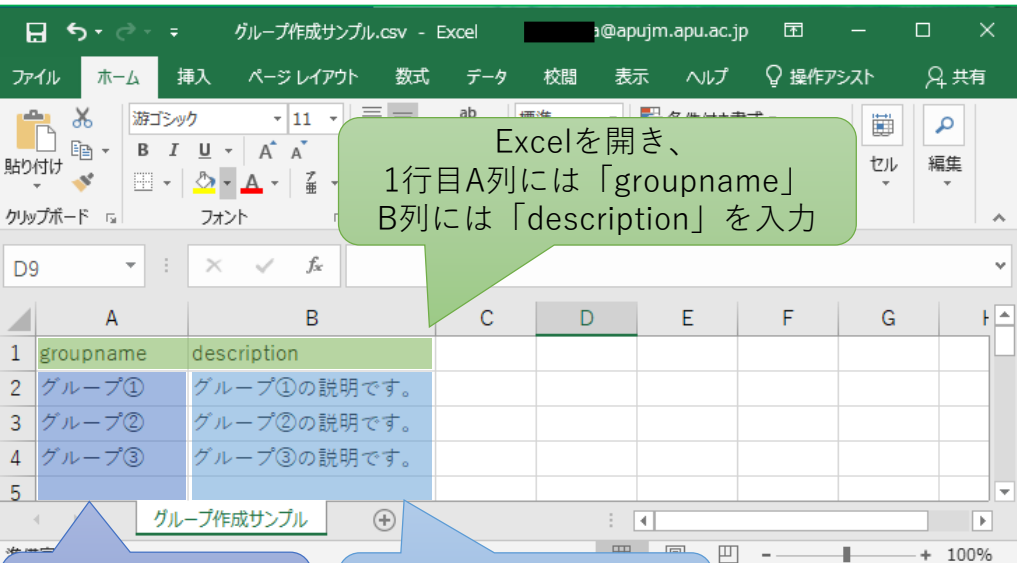 グループ作成サンプル.csv - Excel
@apujm.apu.ac.jp
ファイル ホーム 挿入 ページ レイアウト 数式 データ 校閲 表示 ヘルプ 操作アシスト 共有
游ゴシック 11
貼り付け
B I U A A
セル 編集
クリップボード フォント
Excelを開き、
1行目A列には「groupname」
B列には「description」を入力
D9 fx
A B C D E F G
1 groupname description
2 グループ① グループ①の説明です。
3 グループ② グループ②の説明です。
4 グループ③ グループ③の説明です。
5
グループ作成サンプル
100%